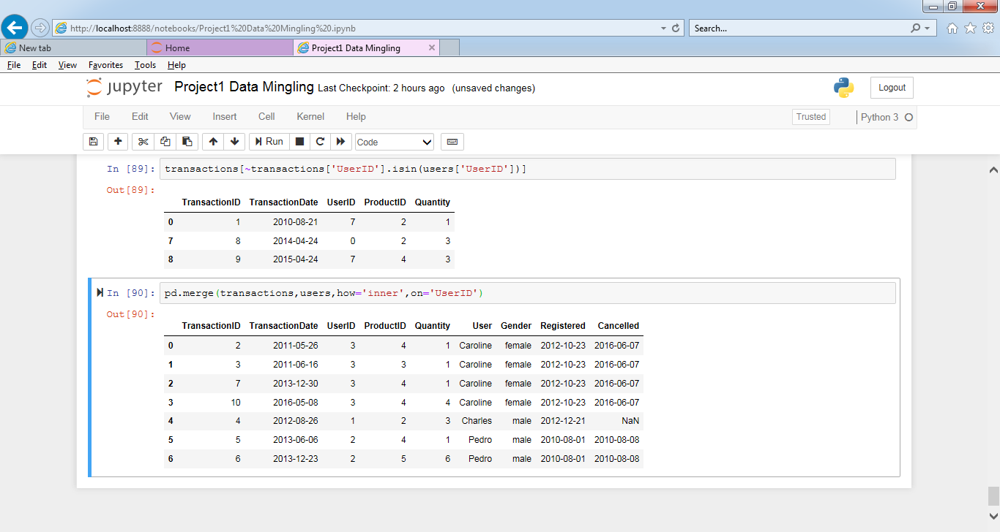 http://localhost:8888/notebooks/Project1%20Data%20Mingling%20.ipynb
Search...
New tab
Home
Project1 Data Mingling
File Edit View Favorites Tools Help
jupyter Project1 Data Mingling Last Checkpoint: 2 hours ago (unsaved changes)
Logout
File Edit View Insert Cell Kernel Help
Trusted
Python 3
Run
Code
In [89]: transactions[~transactions['UserID'].isin(users['UserID'])]
Out[89]:
TransactionID TransactionDate UserID ProductID Quantity
0 1 2010-08-21 7 2 1
7 8 2014-04-24 0 2 3
8 9 2015-04-24 7 4 3
In [90]: pd.merge(transactions,users,how='inner',on='UserID')
Out[90]:
TransactionID TransactionDate UserID ProductID Quantity User Gender Registered Cancelled
0 2 2011-05-26 3 4 1 Caroline female 2012-10-23 2016-06-07
1 3 2011-06-16 3 3 1 Caroline female 2012-10-23 2016-06-07
2 7 2013-12-30 3 4 1 Caroline female 2012-10-23 2016-06-07
3 10 2016-05-08 3 4 4 Caroline female 2012-10-23 2016-06-07
4 4 2012-08-26 1 2 3 Charles male 2012-12-21 NaN
5 5 2013-06-06 2 4 1 Pedro male 2010-08-01 2010-08-08
6 6 2013-12-23 2 5 6 Pedro male 2010-08-01 2010-08-08